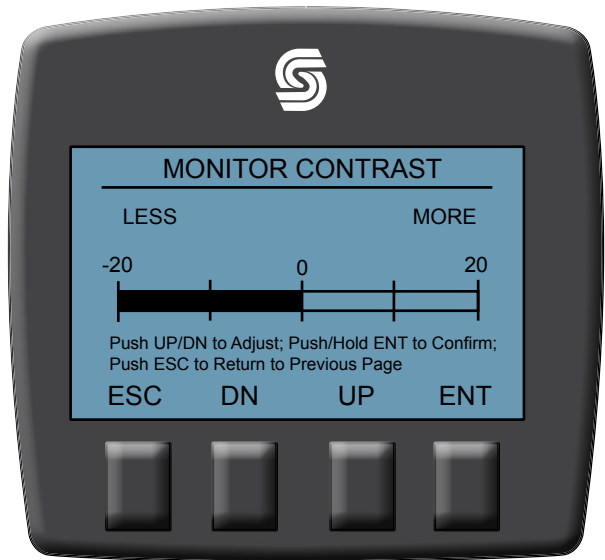 MONITOR CONTRAST
LESS MORE
-20 0 20
Push UP/DN to Adjust; Push/Hold ENT to Confirm;
Push ESC to Return to Previous Page
ESC DN UP ENT